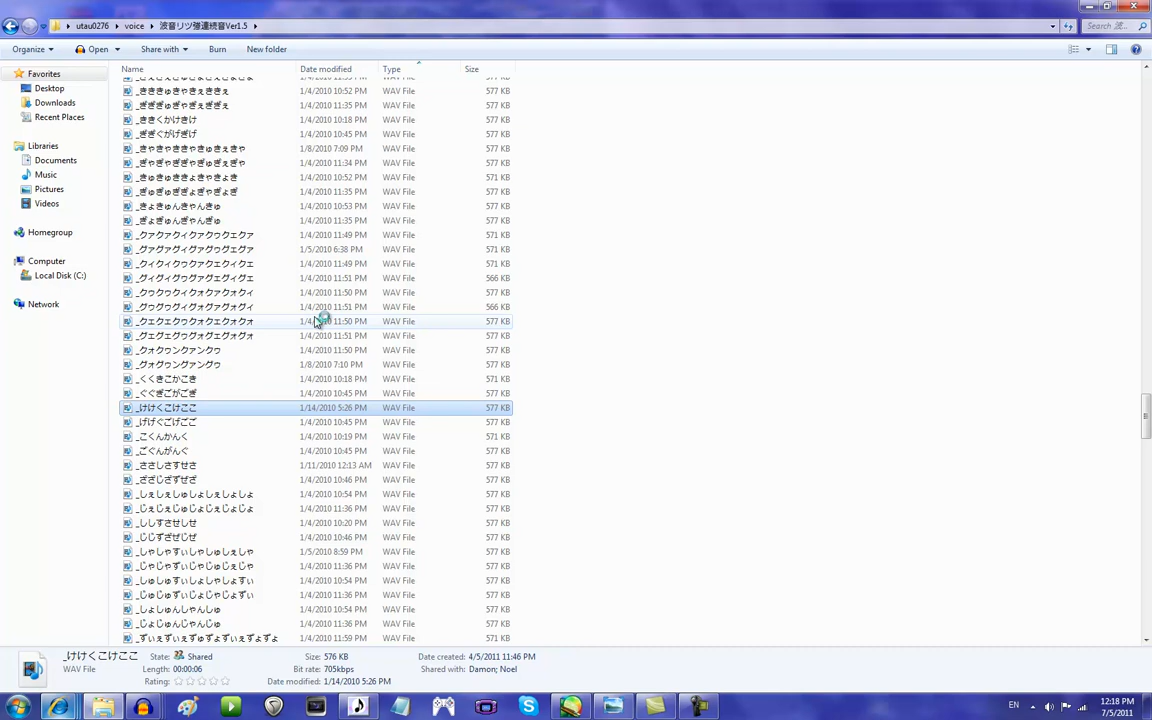 utau0276 ▸ voice ▸ 波音リツ強連続音Ver1.5 ▸
Organize Open Share with Burn New folder
Name Date modified Type Size
Favorites
Desktop
Downloads
Recent Places
Libraries
Documents
Music
Pictures
Videos
Homegroup
Computer
Local Disk (C:)
Network
_きききゅきゃきぇききぇ 1/4/2010 10:52 PM WAV File 577 KB
_ぎぎぎゅぎゃぎぇぎぎぇ 1/4/2010 11:35 PM WAV File 577 KB
_ききくかけきけ 1/4/2010 10:18 PM WAV File 571 KB
_ぎぎぐがげぎげ 1/4/2010 10:45 PM WAV File 577 KB
_きゃきゃききゃきゅきぇきゃ 1/8/2010 7:09 PM WAV File 577 KB
_ぎゃぎゃぎぎゃぎゅぎぇぎゃ 1/4/2010 11:34 PM WAV File 577 KB
_きゅきゅききょきゃきょき 1/4/2010 10:52 PM WAV File 571 KB
_ぎゅぎゅぎぎょぎゃぎょぎ 1/4/2010 11:35 PM WAV File 577 KB
_きょきゅんきゃんきゅ 1/4/2010 10:53 PM WAV File 577 KB
_ぎょぎゅんぎゃんぎゅ 1/4/2010 11:35 PM WAV File 577 KB
_クァクァクィクァクゥクェクァ 1/4/2010 11:49 PM WAV File 571 KB
_グァグァグィグァグゥグェグァ 1/5/2010 6:38 PM WAV File 571 KB
_クィクィクゥクァクェクィクェ 1/4/2010 11:49 PM WAV File 571 KB
_グィグィグゥグァグェグィグェ 1/4/2010 11:51 PM WAV File 566 KB
_クゥクゥクィクォクァクォクィ 1/4/2010 11:50 PM WAV File 577 KB
_グゥグゥグィグォグァグォグィ 1/4/2010 11:51 PM WAV File 566 KB
_クェクェクゥクォクェクォクォ 11:50 PM WAV File 577 KB
_グェグェグゥグォグェグォグォ 1/4/2010 11:51 PM WAV File 577 KB
_クォクゥンクァンクゥ 1/4/2010 11:50 PM WAV File 577 KB
_グォグゥングァングゥ 1/8/2010 7:10 PM WAV File 577 KB
_くくきこかこき 1/4/2010 10:18 PM WAV File 571 KB
_ぐぐぎごがごぎ 1/4/2010 10:45 PM WAV File 577 KB
_けけくこけここ 1/14/2010 5:26 PM WAV File 577 KB
_げげぐごげごご 1/4/2010 10:45 PM WAV File 577 KB
_こくんかんく 1/4/2010 10:19 PM WAV File 571 KB
_ごぐんがんぐ 1/4/2010 10:45 PM WAV File 577 KB
_ささしさすせさ 1/11/2010 12:13 AM WAV File 577 KB
_ざざじざずぜざ 1/4/2010 10:46 PM WAV File 577 KB
_しぇしぇしゅしょしぇしょしょ 1/4/2010 10:54 PM WAV File 577 KB
_じぇじぇじゅじょじぇじょじょ 1/4/2010 11:36 PM WAV File 577 KB
_ししすさせしせ 1/4/2010 10:20 PM WAV File 577 KB
_じじずざぜじぜ 1/4/2010 10:46 PM WAV File 577 KB
_しゃしゃすぃしゃしゅしぇしゃ 1/5/2010 8:59 PM WAV File 577 KB
_じゃじゃずぃじゃじゅじぇじゃ 1/4/2010 11:36 PM WAV File 577 KB
_しゅしゅすぃしょしゃしょすぃ 1/4/2010 10:54 PM WAV File 577 KB
_じゅじゅずぃじょじゃじょずぃ 1/4/2010 11:36 PM WAV File 577 KB
_しょしゅんしゃんしゅ 1/4/2010 10:54 PM WAV File 577 KB
_じょじゅんじゃんじゅ 1/4/2010 11:36 PM WAV File 577 KB
_ずぃぇずぃぇずゅずょずぃぇずょずょ 1/4/2010 11:59 PM WAV File 571 KB
_けけくこけここ State: Shared Size: 576 KB Date created: 4/5/2011 11:46 PM
WAV File Length: 00:00:06 Bit rate: 705kbps Shared with: Damon; Noel
Rating: Date modified: 1/14/2010 5:26 PM
EN 12:18 PM
7/5/2011